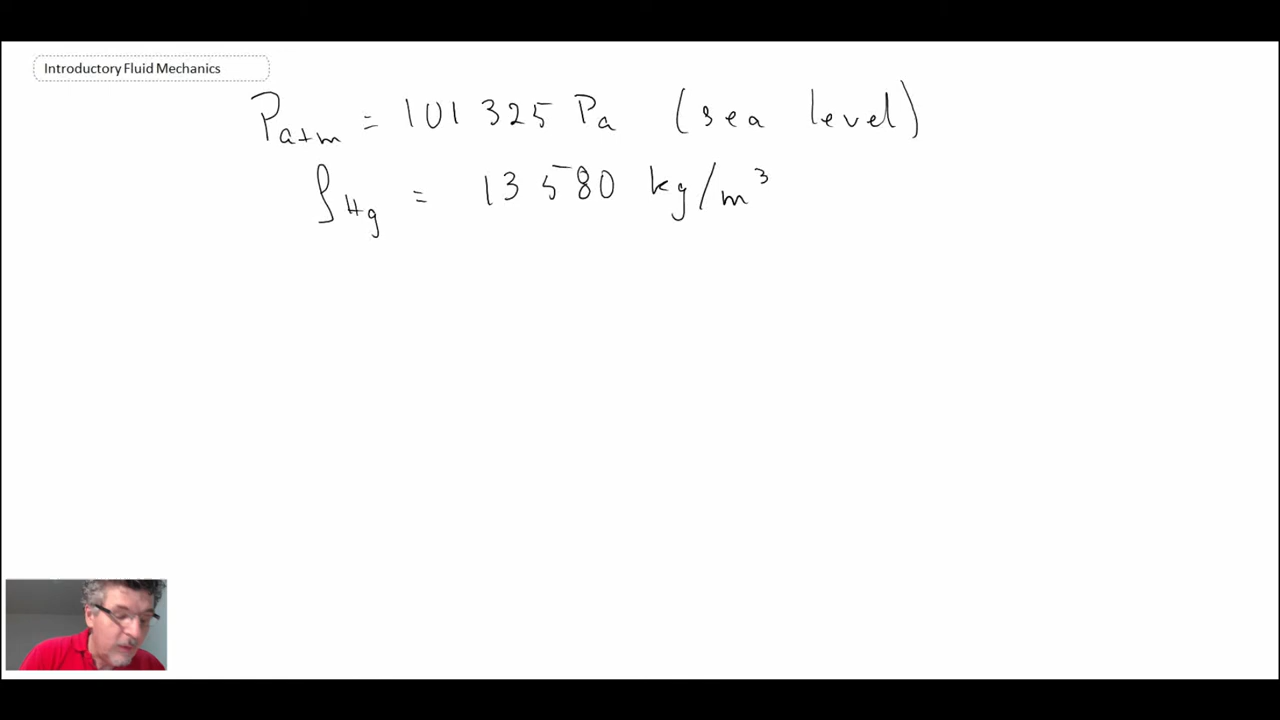 Introductory Fluid Mechanics
Patm = 101 325 Pa (sea level)
ρHg = 13 580 kg/m³